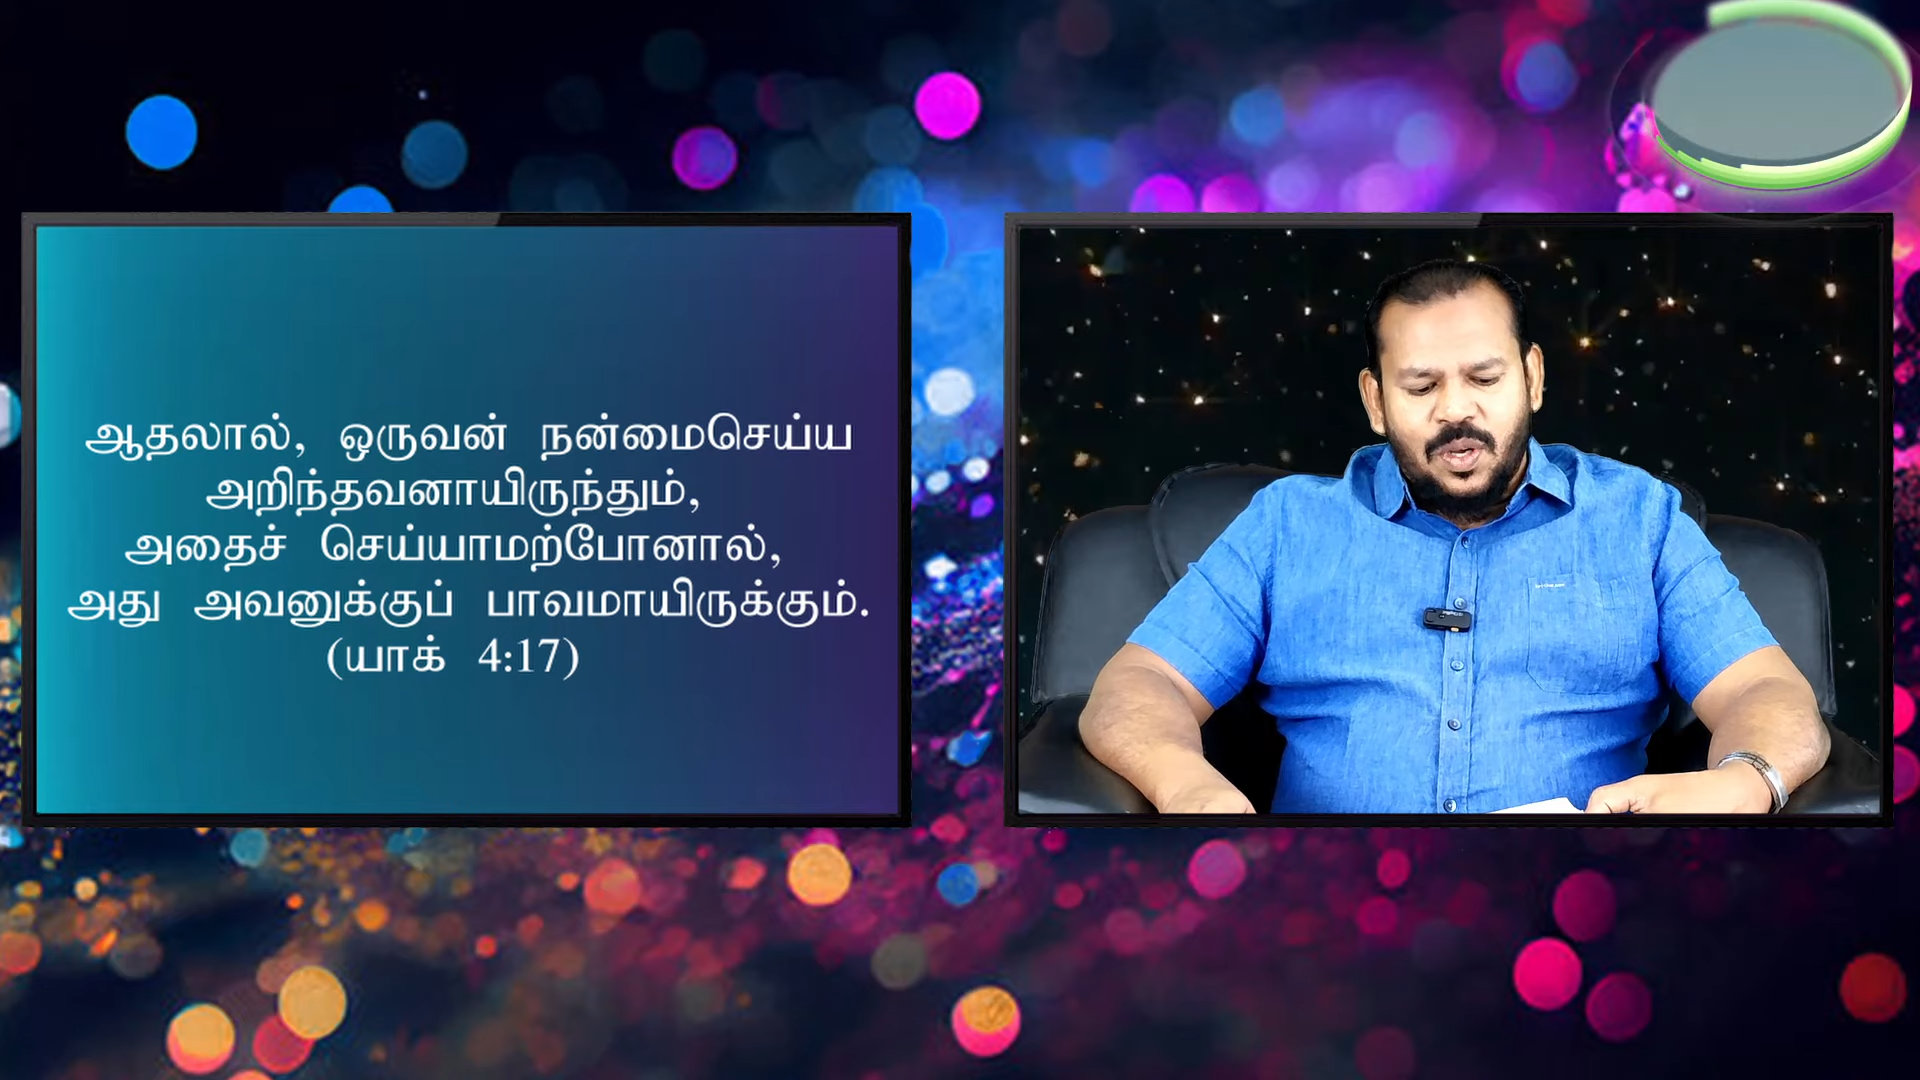 ஆதலால், ஒருவன் நன்மைசெய்ய
அறிந்தவனாயிருந்தும்,
அதைச் செய்யாமற்போனால்,
அது அவனுக்குப் பாவமாயிருக்கும்.
(யாக் 4:17)